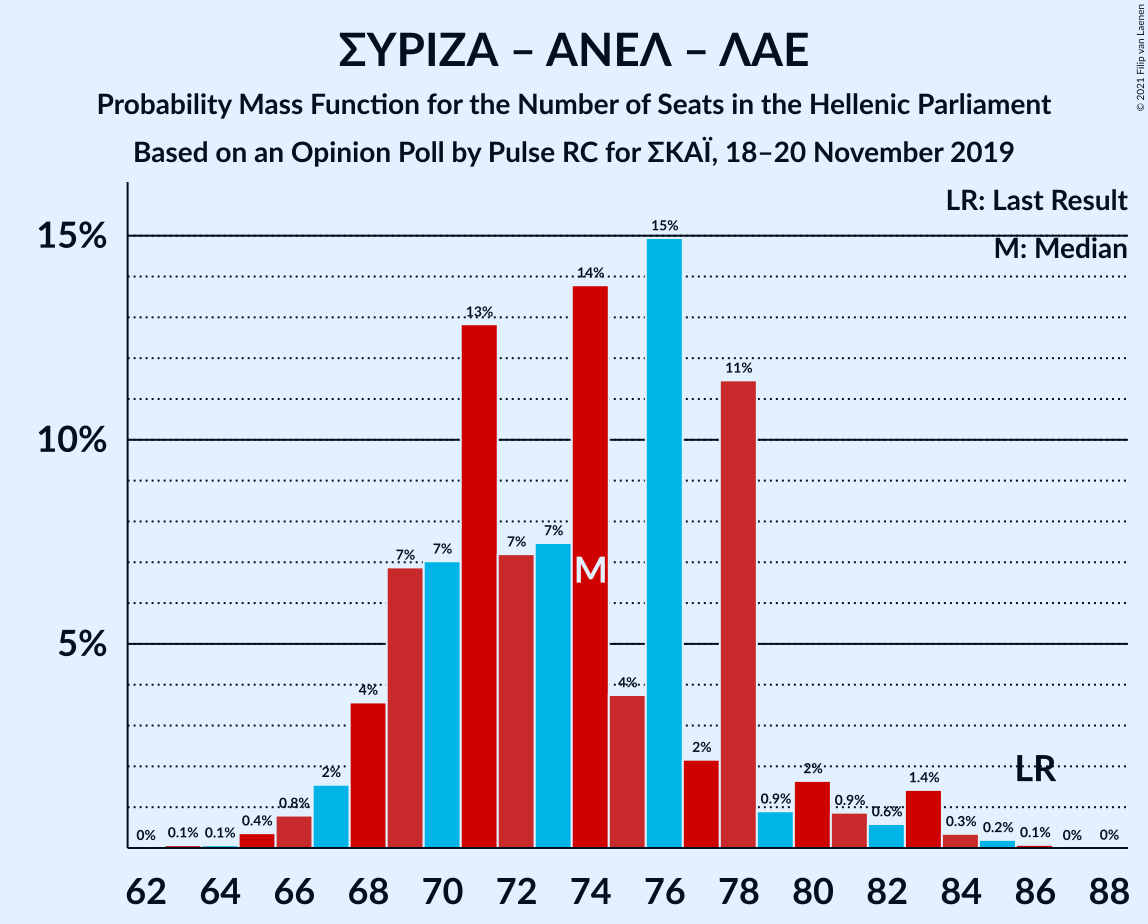 ΣΥΡΙΖΑ – ΑΝΕΛ – ΛΑΕ
Probability Mass Function for the Number of Seats in the Hellenic Parliament
Based on an Opinion Poll by Pulse RC for ΣΚΑΪ, 18–20 November 2019
© 2021 Filip van Laenen
LR: Last Result
M: Median
15%
10%
5%
0% 0.1% 0.1% 0.4% 0.8% 2% 4% 7% 7% 13% 7% 7% 14% 4% 15% 2% 11% 0.9% 2% 0.9% 0.6% 1.4% 0.3% 0.2% 0.1% 0% 0%
M
LR
62 64 66 68 70 72 74 76 78 80 82 84 86 88